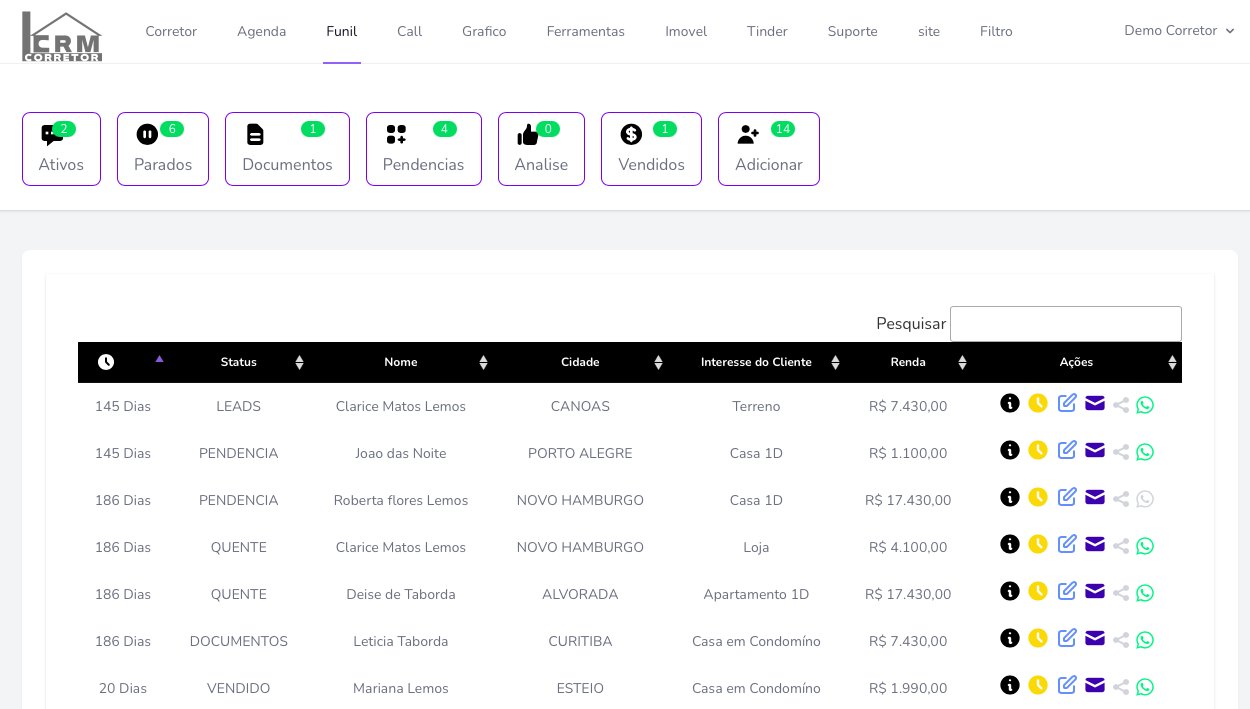 CRM
CORRETOR
Corretor Agenda Funil Call Grafico Ferramentas Imovel Tinder Suporte site Filtro Demo Corretor
2 6 1 4 0 1 14
Ativos Parados Documentos Pendencias Analise Vendidos Adicionar
Pesquisar
Status Nome Cidade Interesse do Cliente Renda Ações
145 Dias LEADS Clarice Matos Lemos CANOAS Terreno R$ 7.430,00
145 Dias PENDENCIA Joao das Noite PORTO ALEGRE Casa 1D R$ 1.100,00
186 Dias PENDENCIA Roberta flores Lemos NOVO HAMBURGO Casa 1D R$ 17.430,00
186 Dias QUENTE Clarice Matos Lemos NOVO HAMBURGO Loja R$ 4.100,00
186 Dias QUENTE Deise de Taborda ALVORADA Apartamento 1D R$ 17.430,00
186 Dias DOCUMENTOS Leticia Taborda CURITIBA Casa em Condomíno R$ 7.430,00
20 Dias VENDIDO Mariana Lemos ESTEIO Casa em Condomíno R$ 1.990,00